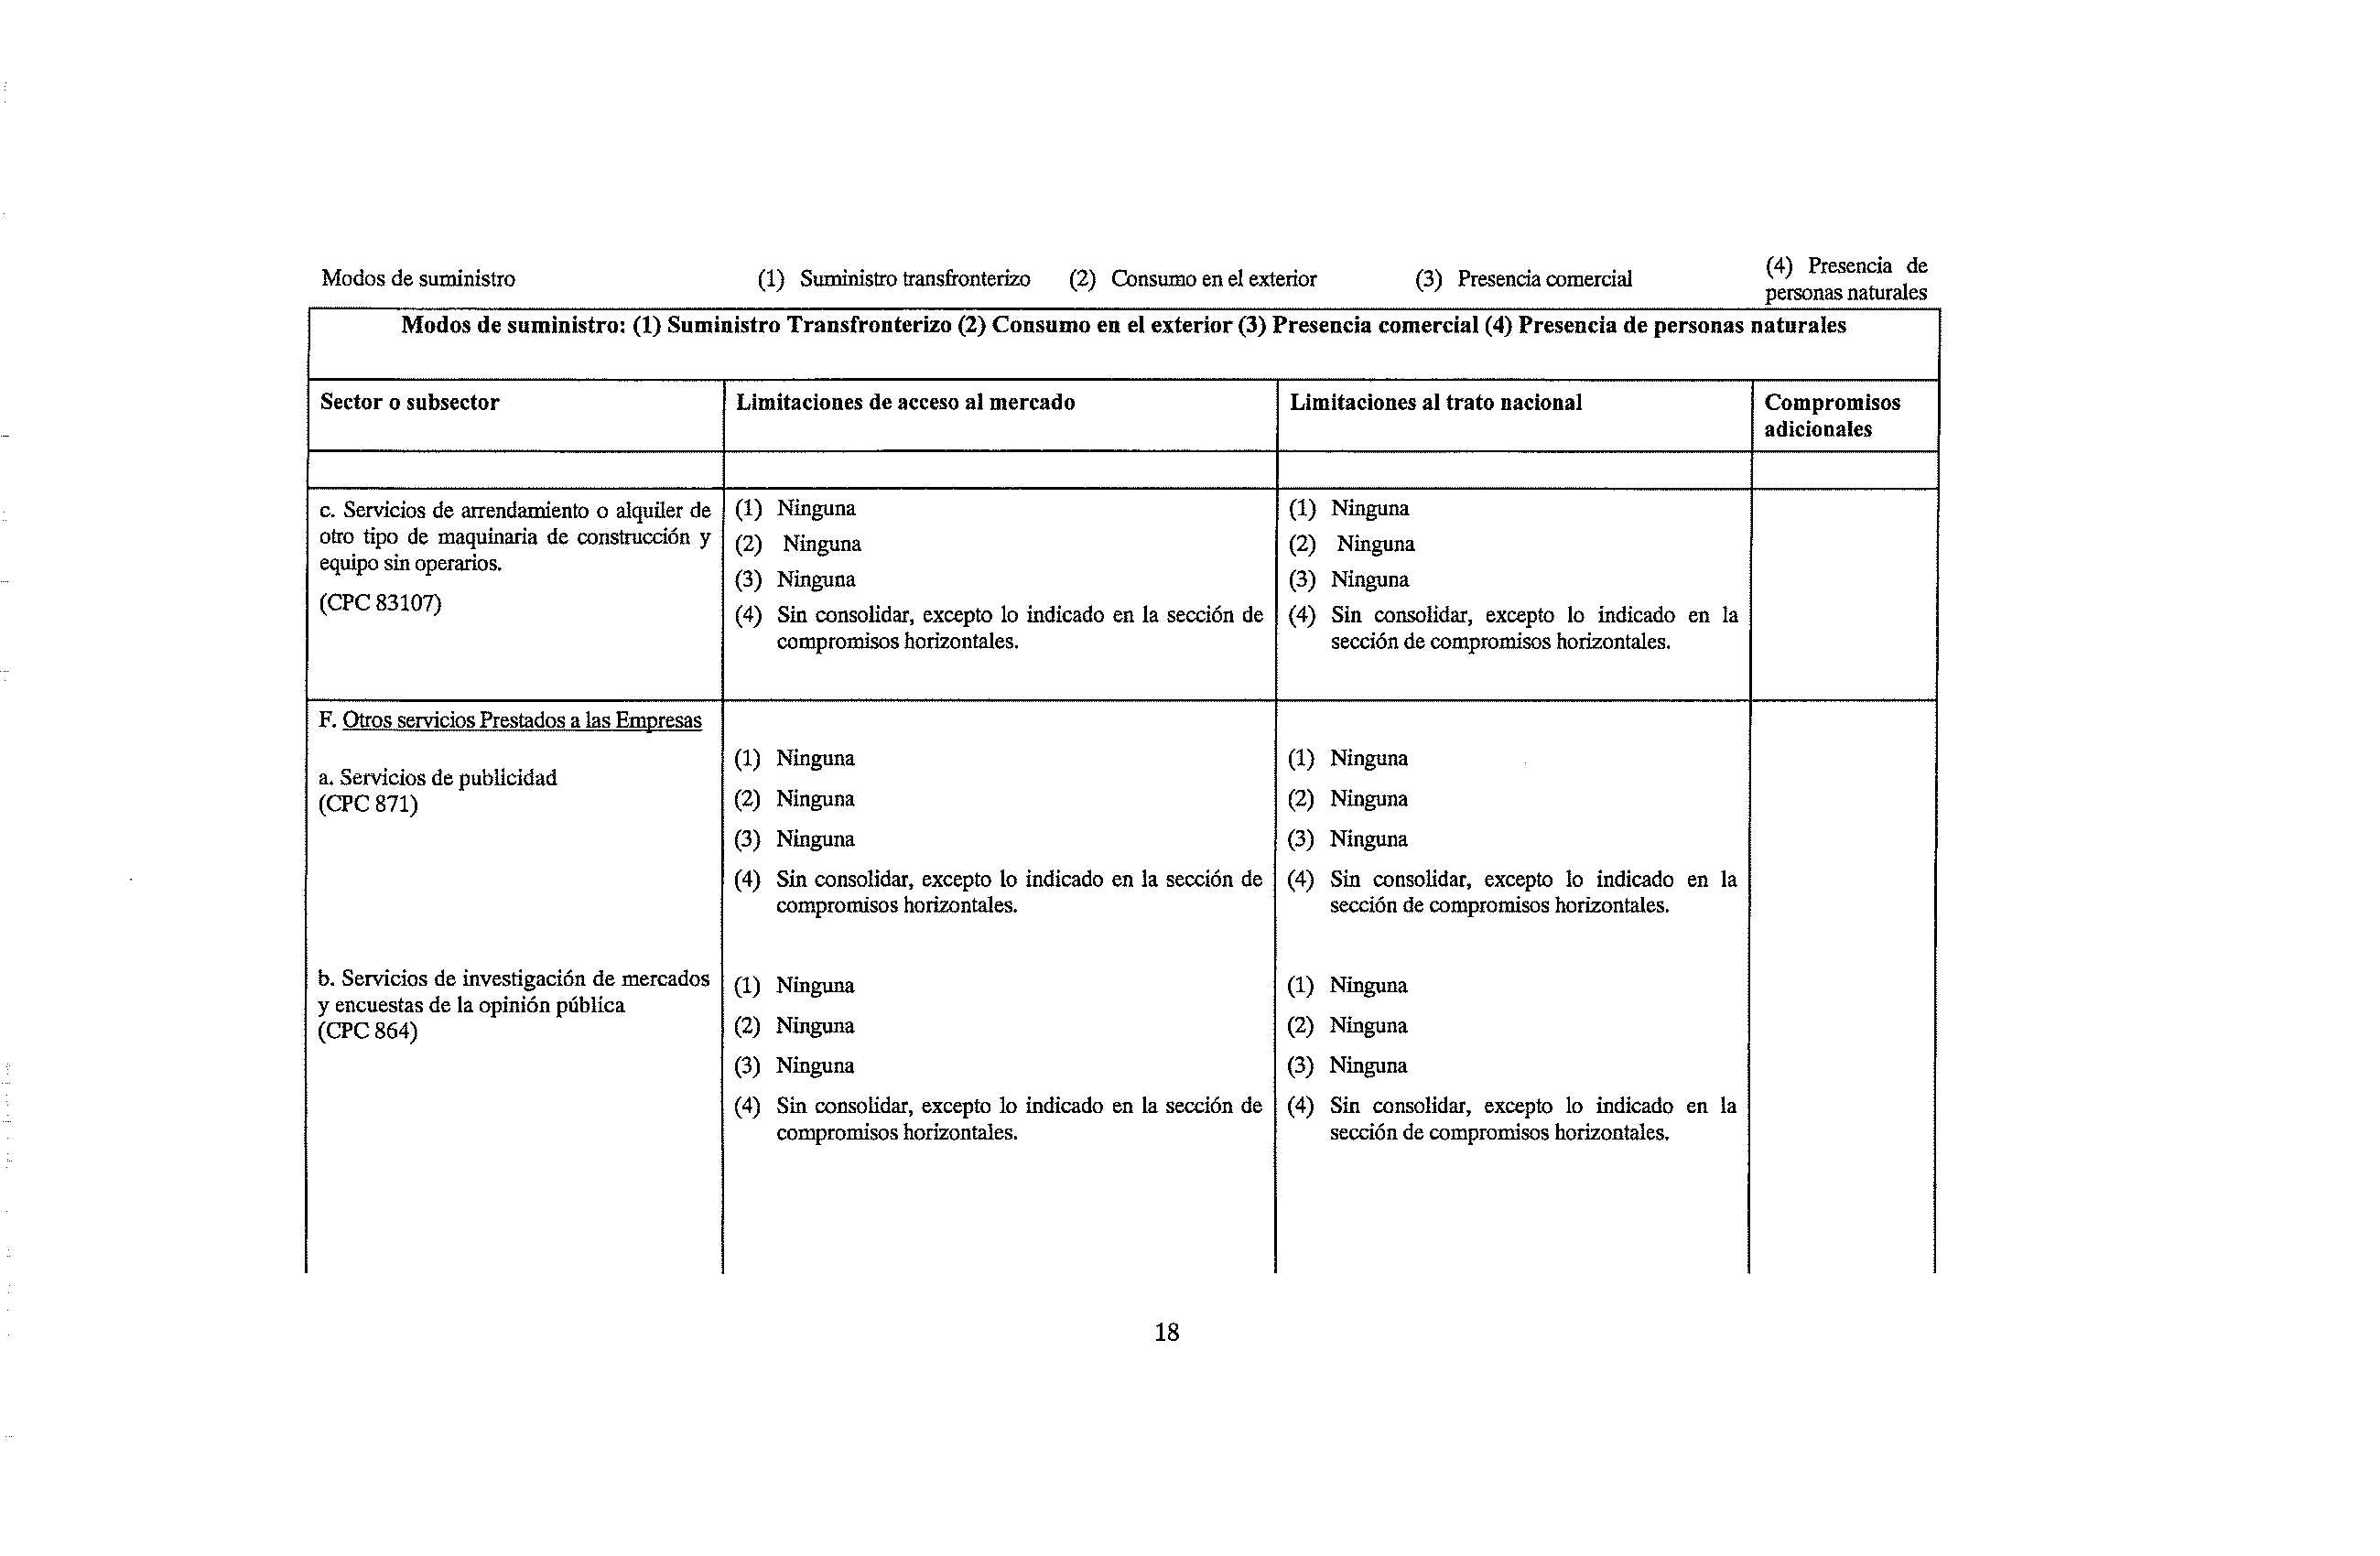 Modos de suministro (1) Suministro transfronterizo (2) Consumo en el exterior (3) Presencia comercial (4) Presencia de
personas naturales
Modos de suministro: (1) Suministro Transfronterizo (2) Consumo en el exterior (3) Presencia comercial (4) Presencia de personas naturales
Sector o subsector
Limitaciones de acceso al mercado
Limitaciones al trato nacional
Compromisos
adicionales
c. Servicios de arrendamiento o alquiler de
otro tipo de maquinaria de construcción y
equipo sin operarios.
(CPC 83107)
(1) Ninguna
(2) Ninguna
(3) Ninguna
(4) Sin consolidar, excepto lo indicado en la sección de
compromisos horizontales.
(1) Ninguna
(2) Ninguna
(3) Ninguna
(4) Sin consolidar, excepto lo indicado en la
sección de compromisos horizontales.
F. Otros servicios Prestados a las Empresas
a. Servicios de publicidad
(CPC 871)
(1) Ninguna
(2) Ninguna
(3) Ninguna
(4) Sin consolidar, excepto lo indicado en la sección de
compromisos horizontales.
(1) Ninguna
(2) Ninguna
(3) Ninguna
(4) Sin consolidar, excepto lo indicado en la
sección de compromisos horizontales.
b. Servicios de investigación de mercados
y encuestas de la opinión pública
(CPC 864)
(1) Ninguna
(2) Ninguna
(3) Ninguna
(4) Sin consolidar, excepto lo indicado en la sección de
compromisos horizontales.
(1) Ninguna
(2) Ninguna
(3) Ninguna
(4) Sin consolidar, excepto lo indicado en la
sección de compromisos horizontales.
18